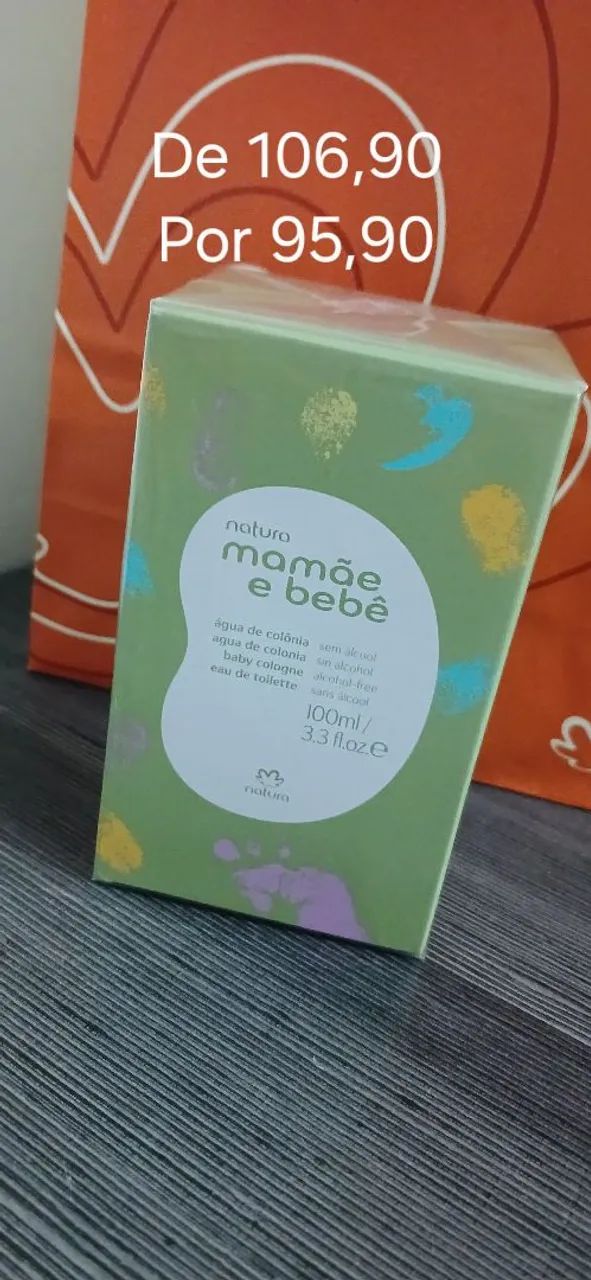 De 106,90
Por 95,90
natura
mamãe
e bebê
água de colônia sem álcool
agua de colonia sin alcohol
baby cologne alcohol-free
eau de toilette sans álcool
100ml/
3.3 fl.oz.e
natura